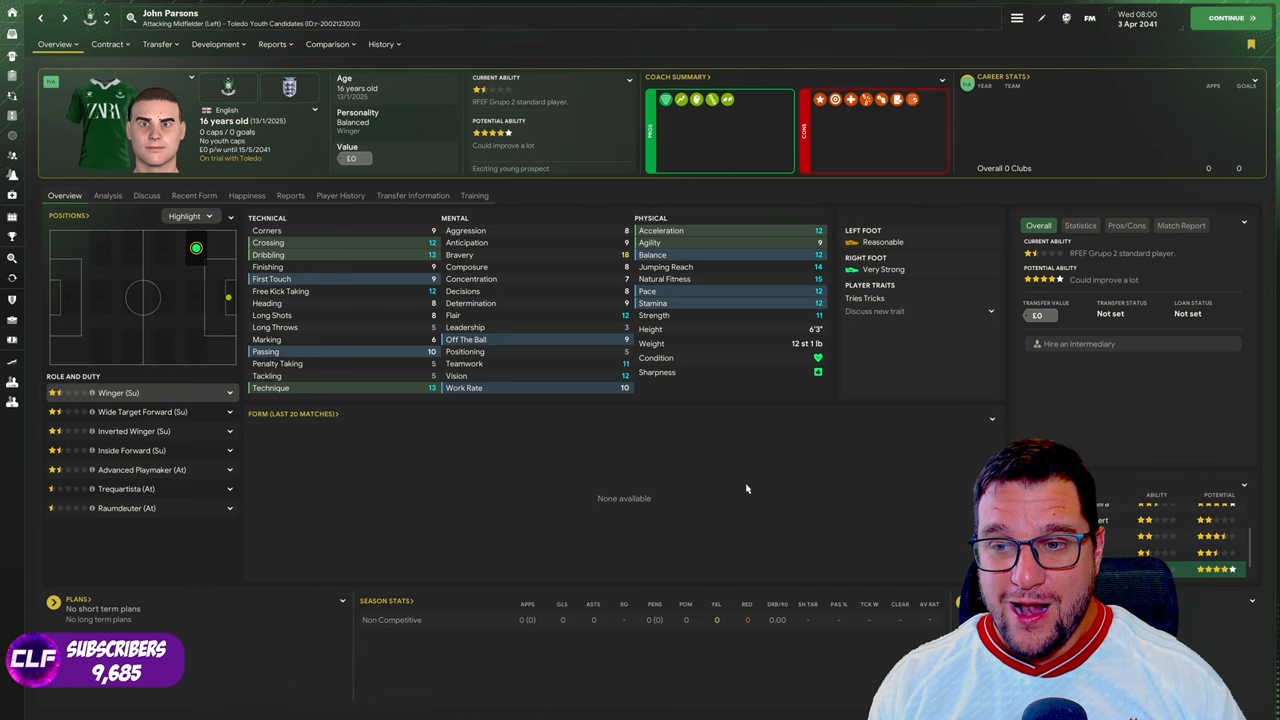 John Parsons
Attacking Midfielder (Left) - Toledo Youth Candidates (ID:r-2002123030)
FM
Wed 08:00
3 Apr 2041
CONTINUE
Overview
Contract
Transfer
Development
Reports
Comparison
History
ZARA
English
16 years old (13/1/2025)
0 caps / 0 goals
No youth caps
£0 p/w until 15/5/2041
On trial with Toledo
Age
16 years old
13/1/2025
Personality
Balanced
Winger
Value
£0
CURRENT ABILITY
RFEF Grupo 2 standard player.
POTENTIAL ABILITY
Could improve a lot
Exciting young prospect
COACH SUMMARY>
PROS
CONS
CAREER STATS>
YEAR TEAM APPS GOALS
Overall 0 Clubs 0 0
Overview Analysis Discuss Recent Form Happiness Reports Player History Transfer Information Training
POSITIONS>
Highlight
TECHNICAL
Corners 9
Crossing 12
Dribbling 13
Finishing 9
First Touch 9
Free Kick Taking 12
Heading 8
Long Shots 8
Long Throws 5
Marking 6
Passing 10
Penalty Taking 5
Tackling 5
Technique 13
MENTAL
Aggression 8
Anticipation 9
Bravery 18
Composure 8
Concentration 7
Decisions 8
Determination 9
Flair 12
Leadership 3
Off The Ball 9
Positioning 5
Teamwork 11
Vision 12
Work Rate 10
PHYSICAL
Acceleration 12
Agility 9
Balance 12
Jumping Reach 14
Natural Fitness 15
Pace 12
Stamina 12
Strength 11
Height 6'3"
Weight 12 st 1 lb
Condition
Sharpness
LEFT FOOT
Reasonable
RIGHT FOOT
Very Strong
PLAYER TRAITS
Tries Tricks
Discuss new trait
Overall Statistics Pros/Cons Match Report
CURRENT ABILITY
RFEF Grupo 2 standard player.
POTENTIAL ABILITY
Could improve a lot
TRANSFER VALUE TRANSFER STATUS LOAN STATUS
£0 Not set Not set
Hire an Intermediary
ROLE AND DUTY
Winger (Su)
Wide Target Forward (Su)
Inverted Winger (Su)
Inside Forward (Su)
Advanced Playmaker (At)
Trequartista (At)
Raumdeuter (At)
FORM (LAST 20 MATCHES)>
None available
ABILITY POTENTIAL
PLANS>
No short term plans
No long term plans
SEASON STATS>
APPS GLS ASTS XG PENS POM YEL RED DRB/90 SH TAR PAS % TCK W CLEAR AV RAT
Non Competitive 0 (0) 0 0 - 0 (0) 0 0 0 0.00 - - - - -
CLF
SUBSCRIBERS
9,685